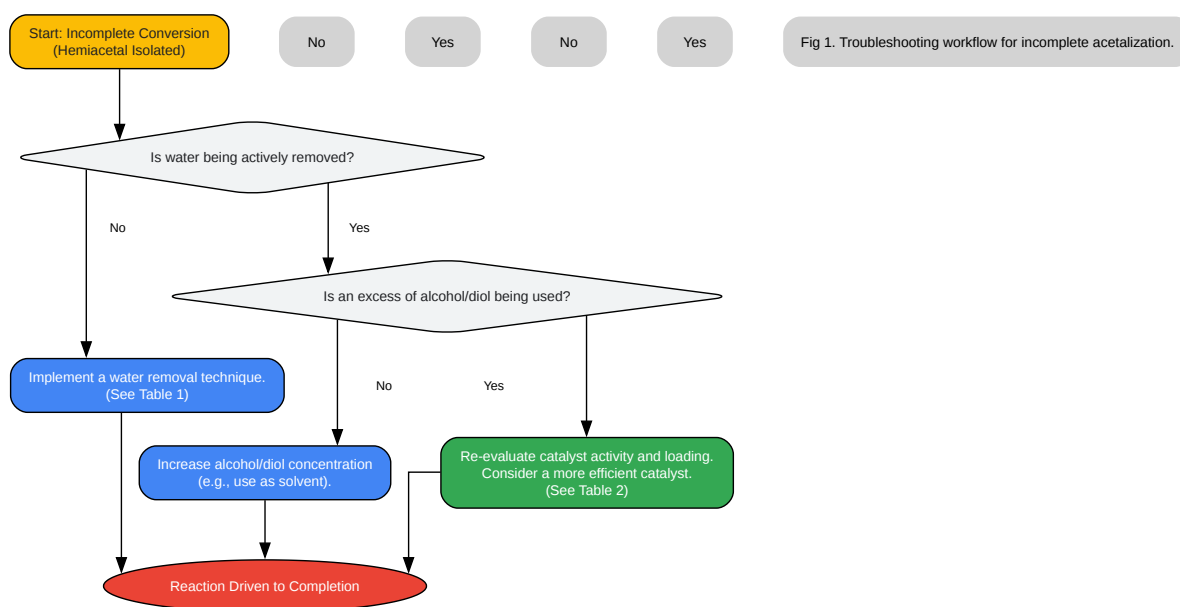 Start: Incomplete Conversion
(Hemiacetal Isolated)
No
Yes
No
Yes
Fig 1. Troubleshooting workflow for incomplete acetalization.
Is water being actively removed?
No
Yes
Is an excess of alcohol/diol being used?
Implement a water removal technique.
(See Table 1)
No
Yes
Increase alcohol/diol concentration
(e.g., use as solvent).
Re-evaluate catalyst activity and loading.
Consider a more efficient catalyst.
(See Table 2)
Reaction Driven to Completion